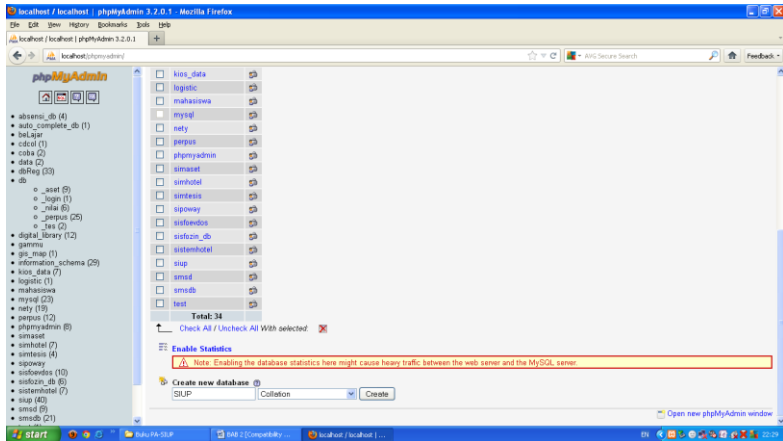 localhost / localhost | phpMyAdmin 3.2.0.1 - Mozilla Firefox
File Edit View History Bookmarks Tools Help
localhost / localhost | phpMyAdmin 3.2.0.1
localhost/phpmyadmin/
AVG Secure Search
Feedback
phpMyAdmin
absensi_db (4)
auto_complete_db (1)
beLajar
cdcol (1)
coba (2)
data (2)
dbReg (33)
db
_aset (9)
_login (1)
_nilai (6)
_perpus (25)
_tes (2)
digital_library (12)
gammu
gis_map (1)
information_schema (29)
kios_data (7)
logistic (1)
mahasiswa
mysql (23)
nety (19)
perpus (12)
phpmyadmin (8)
simaset
simhotel (7)
simtesis (4)
sipoway
sisfoevdos (10)
sisfozin_db (6)
sistemhotel (7)
siup (40)
smsd (9)
smsdb (21)
kios_data
logistic
mahasiswa
mysql
nety
perpus
phpmyadmin
simaset
simhotel
simtesis
sipoway
sisfoevdos
sisfozin_db
sistemhotel
siup
smsd
smsdb
test
Total: 34
Check All / Uncheck All With selected:
Enable Statistics
Note: Enabling the database statistics here might cause heavy traffic between the web server and the MySQL server.
Create new database
SIUP Collation Create
Open new phpMyAdmin window
start Buku PA-SIUP BAB 2 [Compatibility ... localhost / localhost | ... EN 22:29